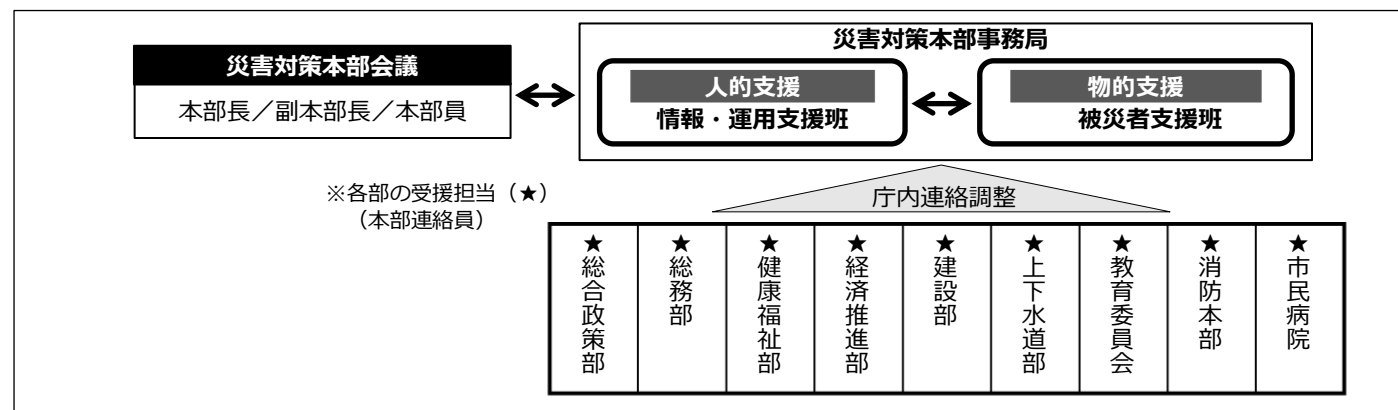 災害対策本部会議
本部長／副本部長／本部員
災害対策本部事務局
人的支援
情報・運用支援班
物的支援
被災者支援班
※各部の受援担当（★）
（本部連絡員）
庁内連絡調整
★総合政策部
★総務部
★健康福祉部
★経済推進部
★建設部
★上下水道部
★教育委員会
★消防本部
★市民病院